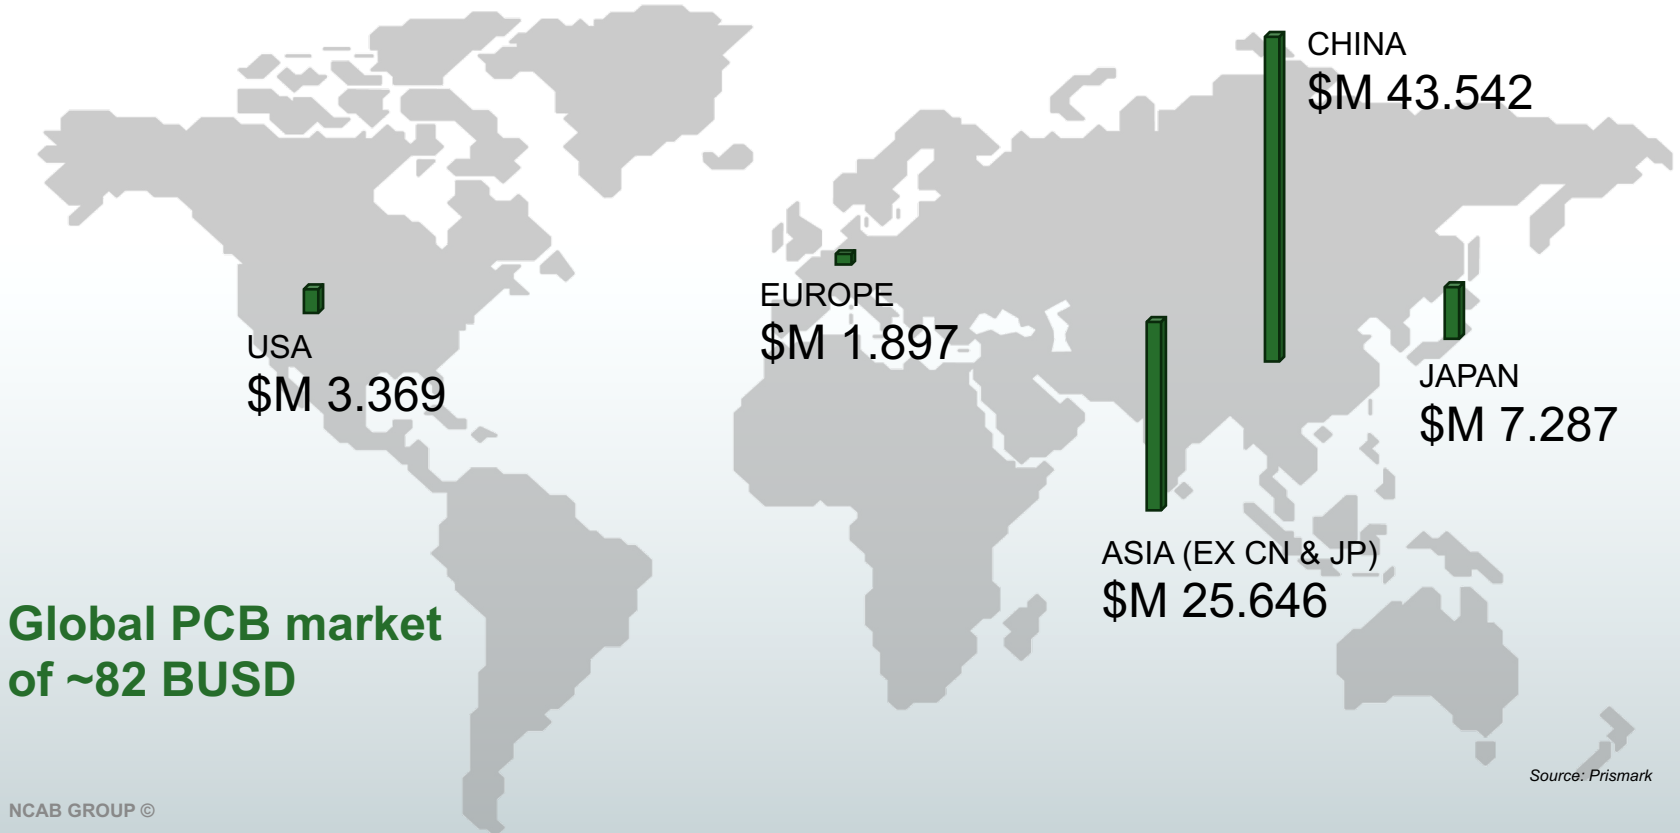 CHINA
$M 43.542
EUROPE
$M 1.897
USA
$M 3.369
JAPAN
$M 7.287
ASIA (EX CN & JP)
$M 25.646
Global PCB market
of ~82 BUSD
Source: Prismark
NCAB GROUP ©